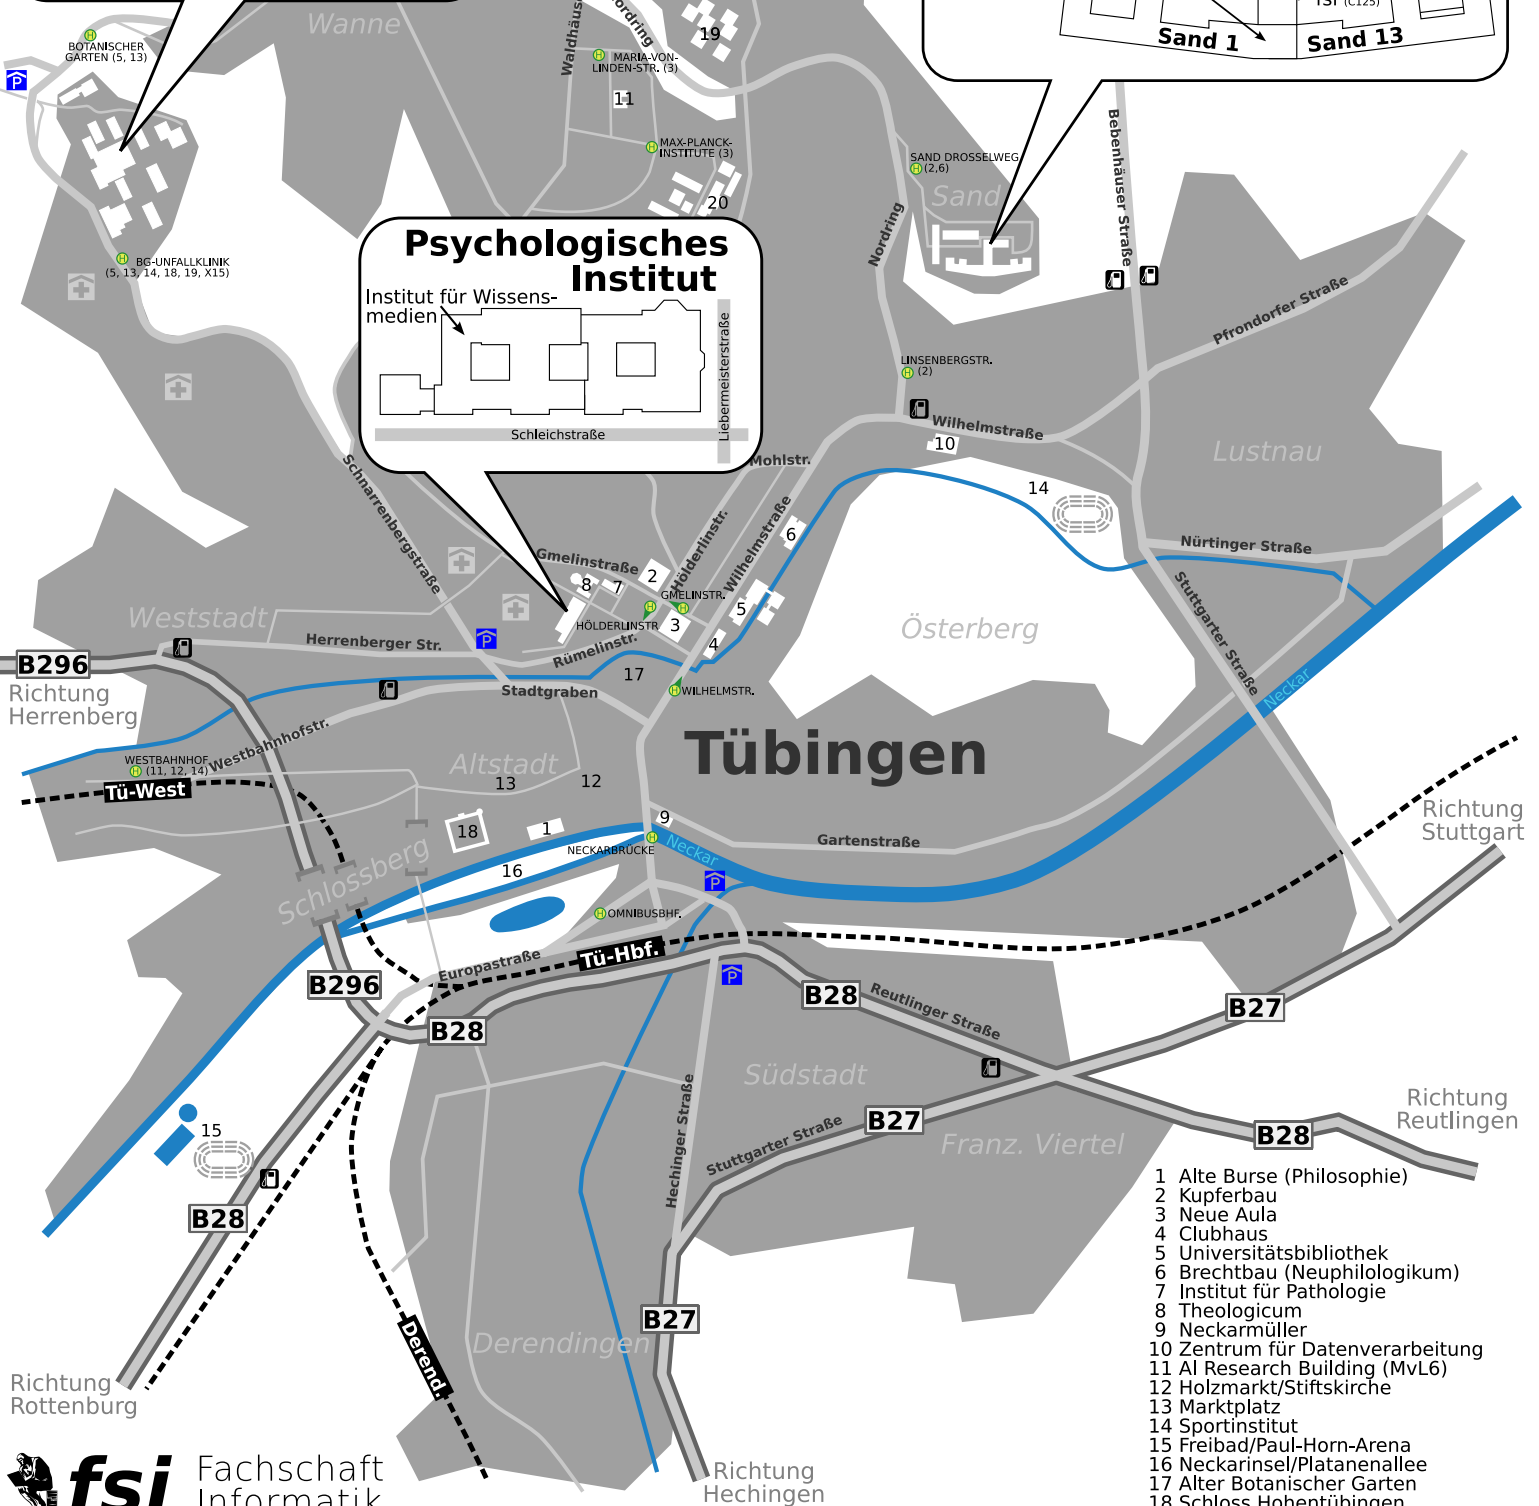 Wanne
BOTANISCHER
GARTEN (5, 13)
Waldhäuser
Nordring
19
MARIA-VON-
LINDEN-STR. (3)
11
MAX-PLANCK-
INSTITUTE (3)
20
(C125)
Sand 1
Sand 13
SAND DROSSELWEG
(2,6)
Sand
Nordring
Bebenhäuser Straße
Pfrondorfer Straße
BG-UNFALLKLINIK
(5, 13, 14, 18, 19, X15)
Psychologisches
Institut
Institut für Wissens-
medien
Liebermeisterstraße
Schleichstraße
LINSENBERGSTR.
(2)
Wilhelmstraße
10
Lustnau
Mohlstr.
14
Schnarrenbergstraße
Hölderlinstr.
Wilhelmstraße
6
Nürtinger Straße
Gmelinstraße
8
7
2
GMELINSTR.
5
HÖLDERLINSTR.
3
4
Weststadt
Herrenberger Str.
Rümelinstr.
Österberg
Stuttgarter Straße
B296
Richtung
Herrenberg
17
Stadtgraben
WILHELMSTR.
Neckar
Westbahnhofstr.
WESTBAHNHOF
(11, 12, 14)
Tü-West
Altstadt
13
12
Tübingen
18
1
9
NECKARBRÜCKE
Neckar
Gartenstraße
Richtung
Stuttgart
Schlossberg
16
OMNIBUSBHF.
Europastraße
Tü-Hbf.
B296
B28
B28
Reutlinger Straße
B27
Südstadt
Hechinger Straße
Stuttgarter Straße
B27
Franz. Viertel
B28
Richtung
Reutlingen
15
B28
Derendingen
B27
Derend.
Richtung
Rottenburg
Richtung
Hechingen
1 Alte Burse (Philosophie)
2 Kupferbau
3 Neue Aula
4 Clubhaus
5 Universitätsbibliothek
6 Brechtbau (Neuphilologikum)
7 Institut für Pathologie
8 Theologicum
9 Neckarmüller
10 Zentrum für Datenverarbeitung
11 AI Research Building (MvL6)
12 Holzmarkt/Stiftskirche
13 Marktplatz
14 Sportinstitut
15 Freibad/Paul-Horn-Arena
16 Neckarinsel/Platanenallee
17 Alter Botanischer Garten
18 Schloss Hohentübingen
fsi
Fachschaft
Informatik